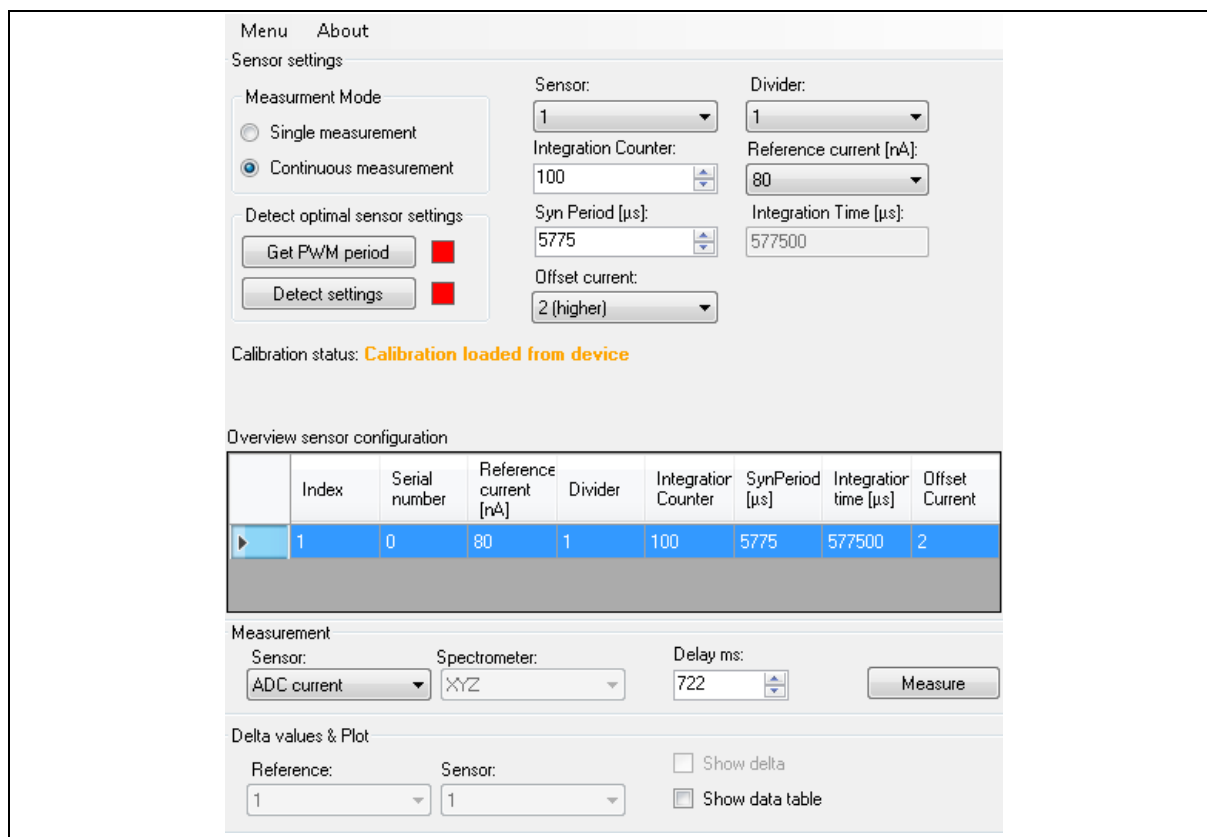 Menu About
Sensor settings
Measurment Mode
Single measurement
Continuous measurement
Detect optimal sensor settings
Get PWM period
Detect settings
Sensor:
1
Divider:
1
Integration Counter:
100
Reference current [nA]:
80
Syn Period [µs]:
5775
Integration Time [µs]:
577500
Offset current:
2 (higher)
Calibration status: Calibration loaded from device
Overview sensor configuration
Index
Serial number
Reference current [nA]
Divider
Integration Counter
SynPeriod [µs]
Integration time [µs]
Offset Current
1 0 80 1 100 5775 577500 2
Measurement
Sensor:
ADC current
Spectrometer:
XYZ
Delay ms:
722
Measure
Delta values & Plot
Reference:
1
Sensor:
1
Show delta
Show data table